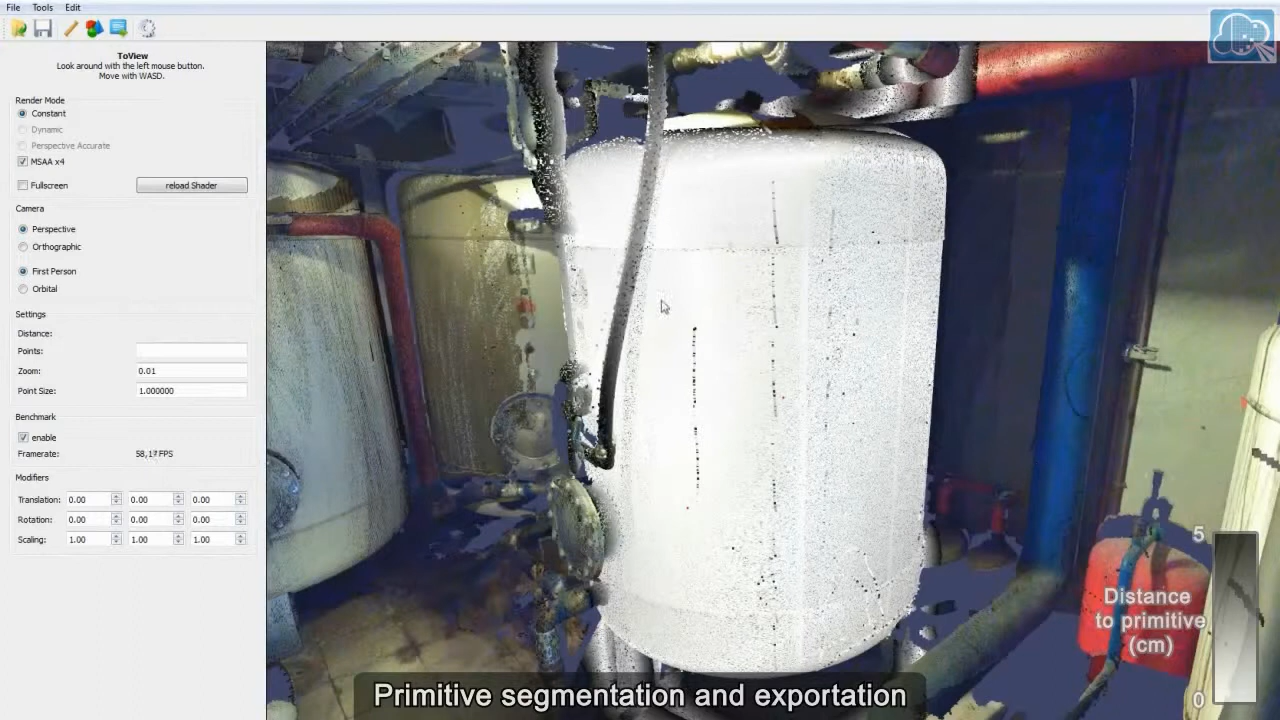 File Tools Edit
ToView
Look around with the left mouse button.
Move with WASD.
Render Mode
Constant
Dynamic
Perspective Accurate
MSAA x4
Fullscreen reload Shader
Camera
Perspective
Orthographic
First Person
Orbital
Settings
Distance:
Points:
Zoom: 0.01
Point Size: 1.000000
Benchmark
enable
Framerate: 58,17 FPS
Modifiers
Translation: 0.00 0.00 0.00
Rotation: 0.00 0.00 0.00
Scaling: 1.00 1.00 1.00
5
Distance
to primitive
(cm)
0
Primitive segmentation and exportation